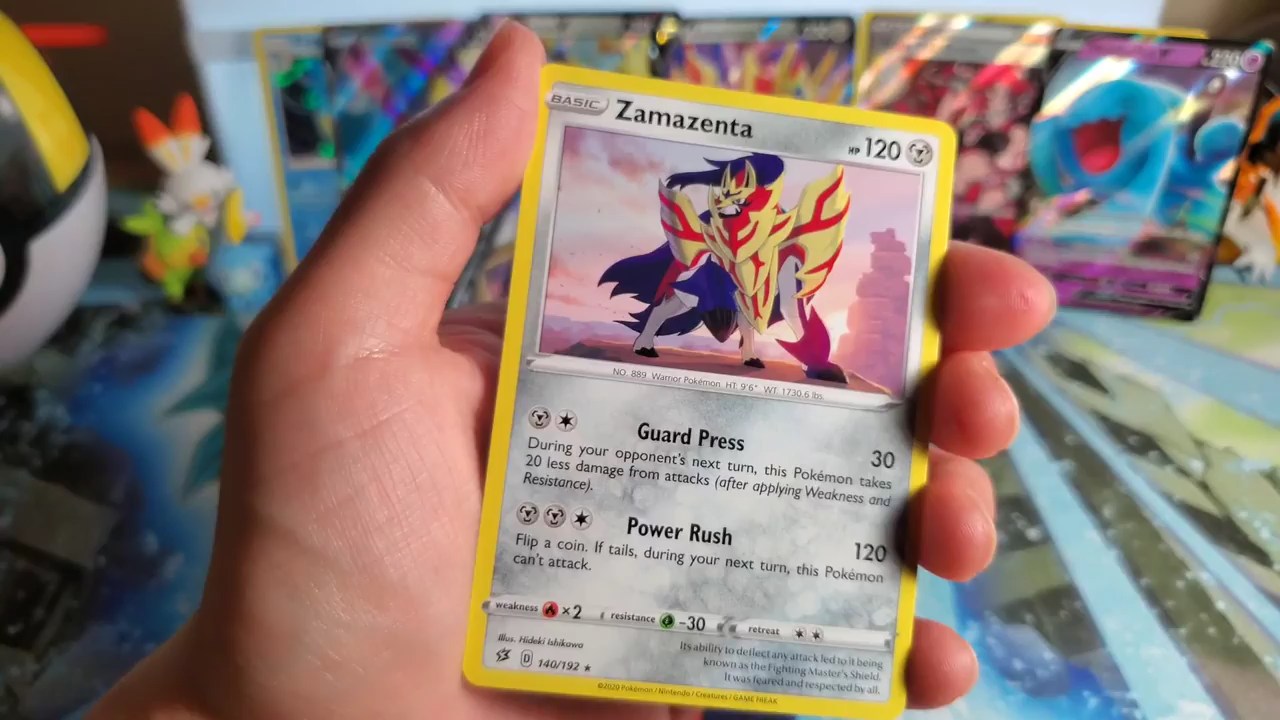 BASIC Zamazenta HP 120
NO. 889 Warrior Pokémon HT: 9'6" WT: 1730.6 lbs.
Guard Press 30
During your opponent's next turn, this Pokémon takes
20 less damage from attacks (after applying Weakness and
Resistance).
Power Rush 120
Flip a coin. If tails, during your next turn, this Pokémon
can't attack.
weakness ×2 resistance -30 retreat
Illus. Hideki Ishikawa
D 140/192 ★
Its ability to deflect any attack led to it being
known as the Fighting Master's Shield.
It was feared and respected by all.
©2020 Pokémon / Nintendo / Creatures / GAME FREAK
220